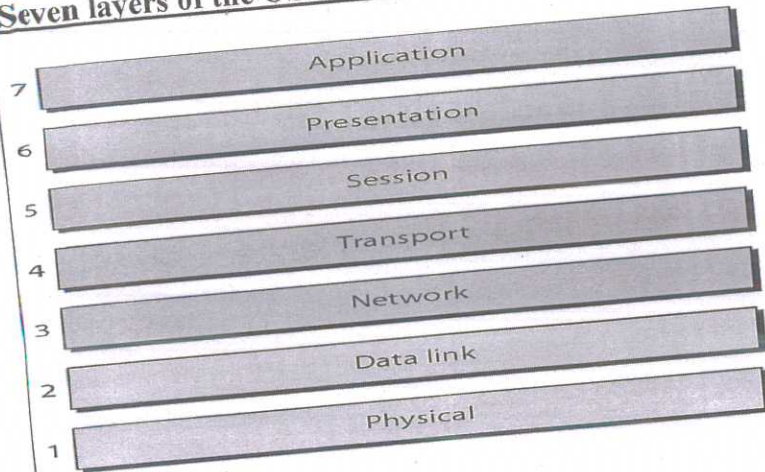 Seven layers of the
7 Application
6 Presentation
5 Session
4 Transport
3 Network
2 Data link
1 Physical